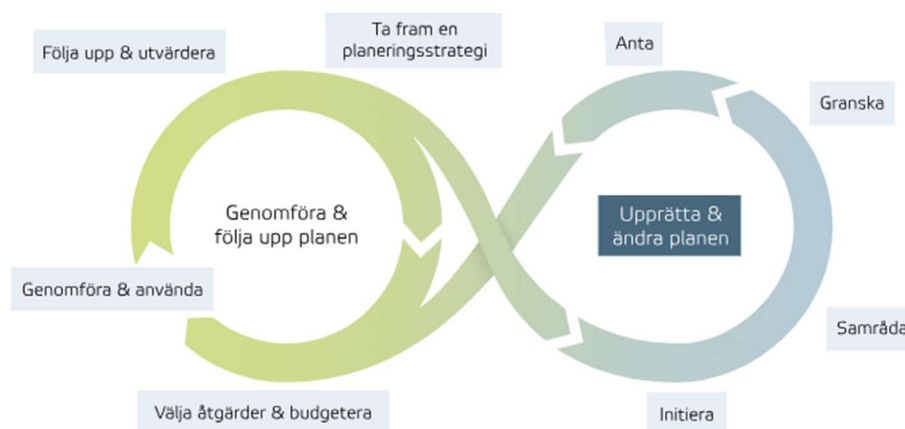 Ta fram en
planeringsstrategi
Följa upp & utvärdera
Anta
Granska
Genomföra &
följa upp planen
Upprätta &
ändra planen
Genomföra & använda
Samråda
Välja åtgärder & budgetera
Initiera